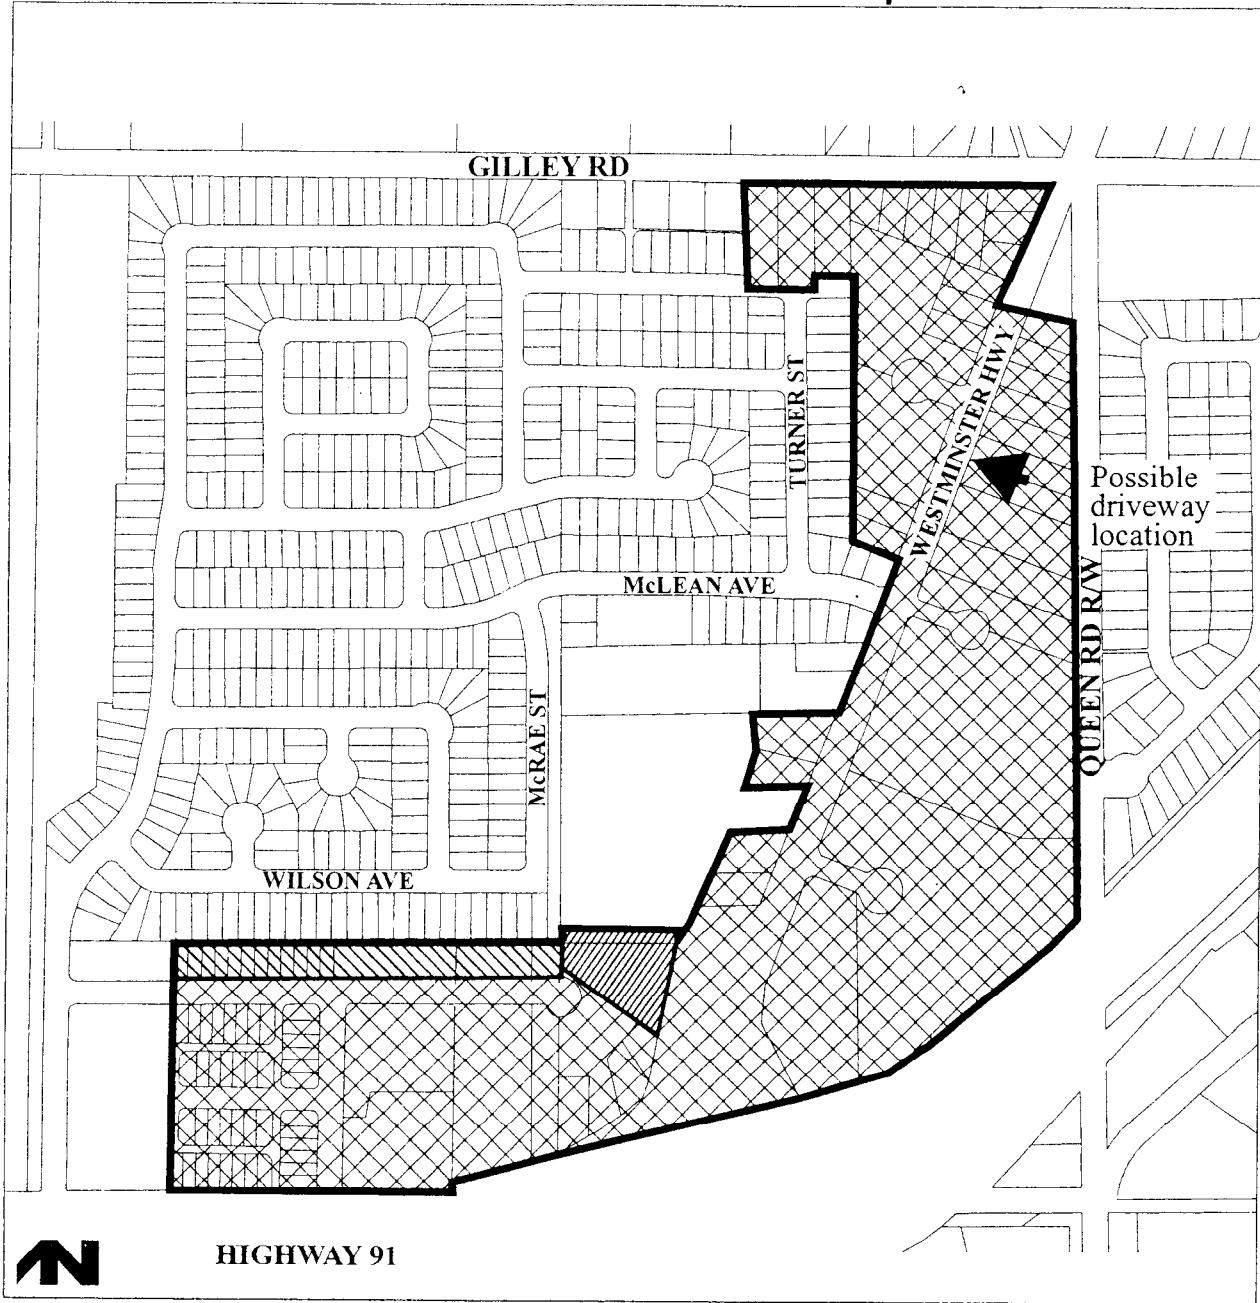 GILLEY RD
TURNER ST
WESTMINSTER HWY
Possible
driveway
location
McLEAN AVE
QUEEN RD R/W
McRAE ST
WILSON AVE
N
HIGHWAY 91